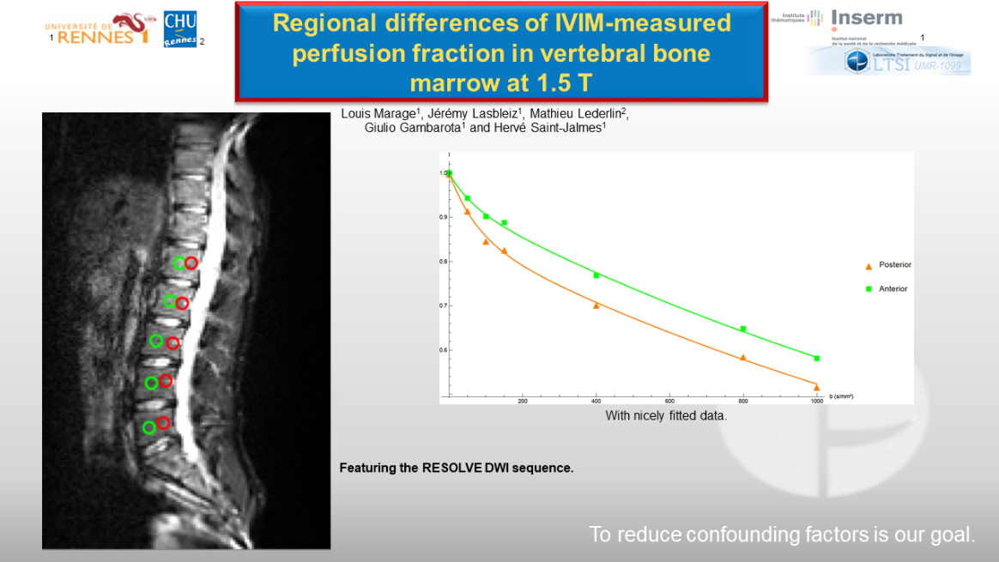 UNIVERSITÉ DE
RENNES 1
CHU
Rennes
1
2
Regional differences of IVIM-measured
perfusion fraction in vertebral bone
marrow at 1.5 T
Instituts
thématiques
Inserm
Institut national
de la santé et de la recherche médicale
1
Laboratoire Traitement du Signal et de l'Image
LTSI UMR-1099
Louis Marage¹, Jérémy Lasbleiz¹, Mathieu Lederlin²,
Giulio Gambarota¹ and Hervé Saint-Jalmes¹
1.0
0.9
0.8
0.7
0.6
200
400
600
800
1000
b (s/mm²)
Posterior
Anterior
With nicely fitted data.
Featuring the RESOLVE DWI sequence.
To reduce confounding factors is our goal.